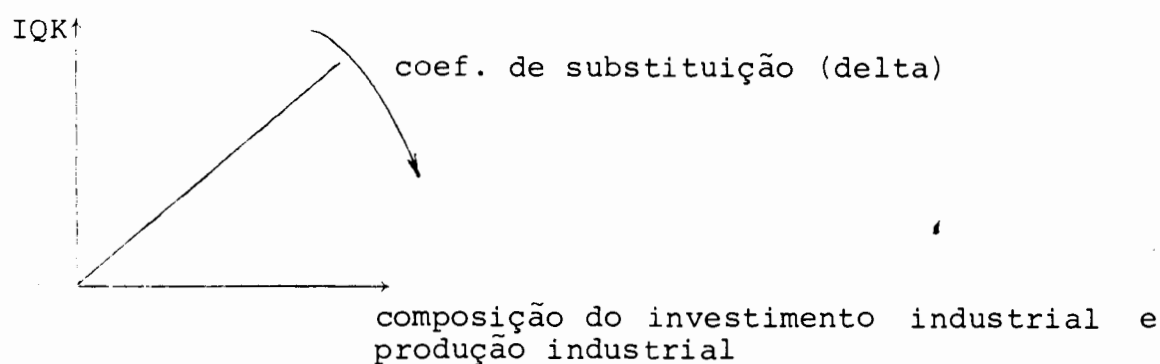 IQK
coef. de substituição (delta)
composição do investimento industrial e
produção industrial